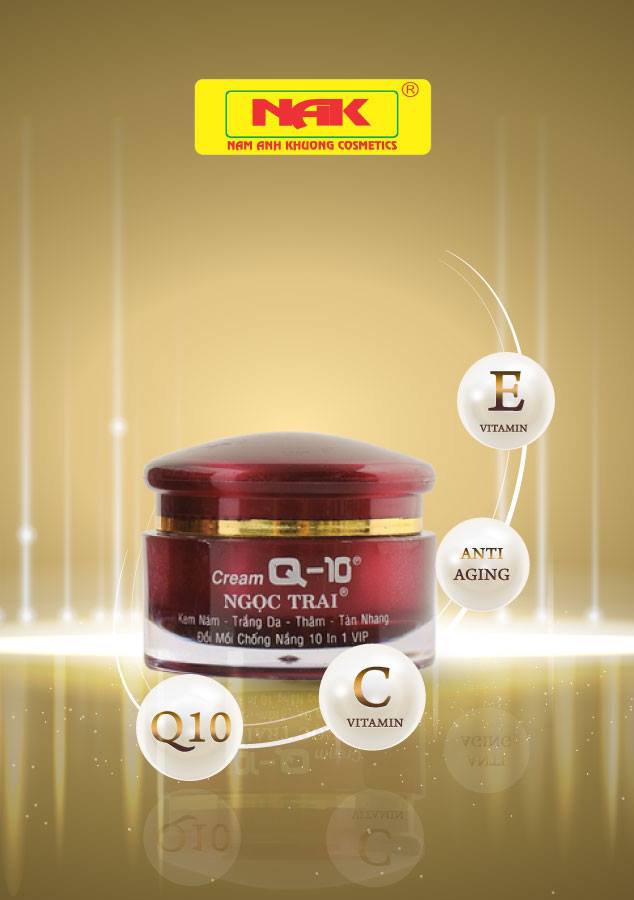 NAK®
NAM ANH KHUONG COSMETICS
E
VITAMIN
ANTI
AGING
Cream Q-10®
NGỌC TRAI®
Kem Nám - Trắng Da - Thâm - Tàn Nhang
Đồi Mồi Chống Nắng 10 In 1 VIP
C
VITAMIN
Q10